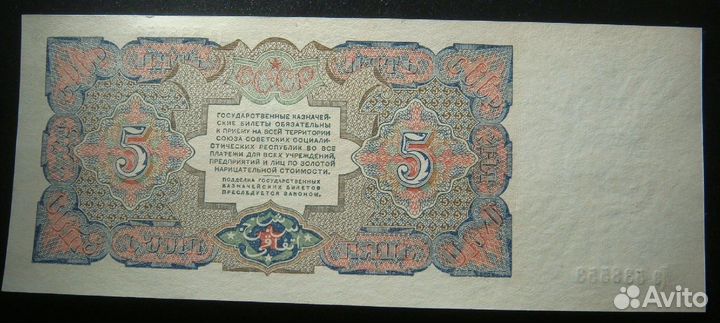 СССР
ГОСУДАРСТВЕННЫЕ КАЗНАЧЕЙ-
СКИЕ БИЛЕТЫ ОБЯЗАТЕЛЬНЫ
К ПРИЕМУ НА ВСЕЙ ТЕРРИТОРИИ
СОЮЗА СОВЕТСКИХ СОЦИАЛИ-
СТИЧЕСКИХ РЕСПУБЛИК ВО ВСЕ
ПЛАТЕЖИ ДЛЯ ВСЕХ УЧРЕЖДЕНИЙ,
ПРЕДПРИЯТИЙ И ЛИЦ ПО ЗОЛОТОЙ
НАРИЦАТЕЛЬНОЙ СТОИМОСТИ.
ПОДДЕЛКА ГОСУДАРСТВЕННЫХ
КАЗНАЧЕЙСКИХ БИЛЕТОВ
ПРЕСЛЕДУЕТСЯ ЗАКОНОМ.
5
5
Avito